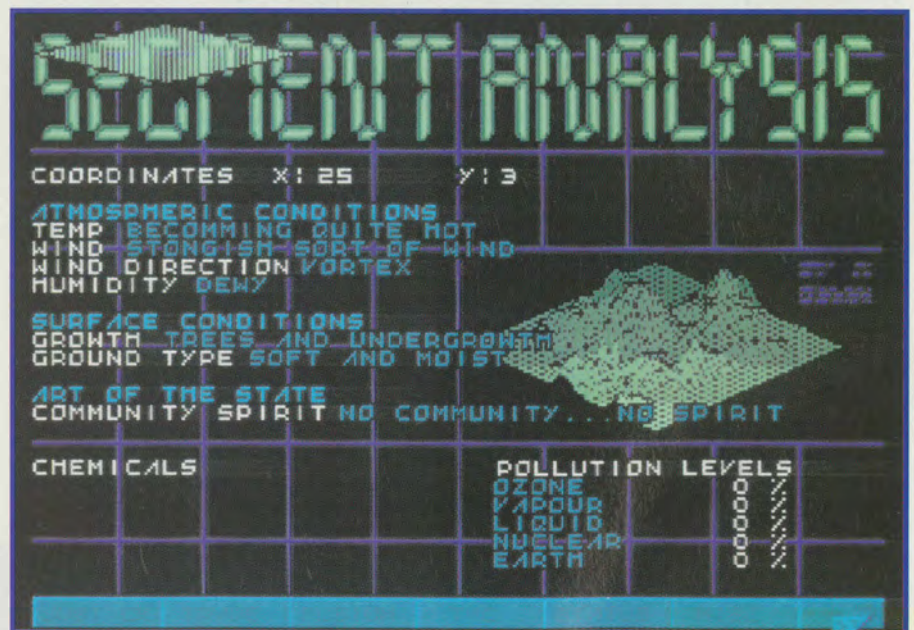 SEGMENT ANALYSIS
COORDINATES X: 25 Y: 3
ATMOSPHERIC CONDITIONS
TEMP BECOMMING QUITE HOT
WIND STONGISH SORT OF WIND
WIND DIRECTION VORTEX
HUMIDITY DEWY
SURFACE CONDITIONS
GROWTH TREES AND UNDERGROWTH
GROUND TYPE SOFT AND MOIST
ART OF THE STATE
COMMUNITY SPIRIT NO COMMUNITY...NO SPIRIT
CHEMICALS
POLLUTION LEVELS
OZONE 0 %
VAPOUR 0 %
LIQUID 0 %
NUCLEAR 0 %
EARTH 0 %